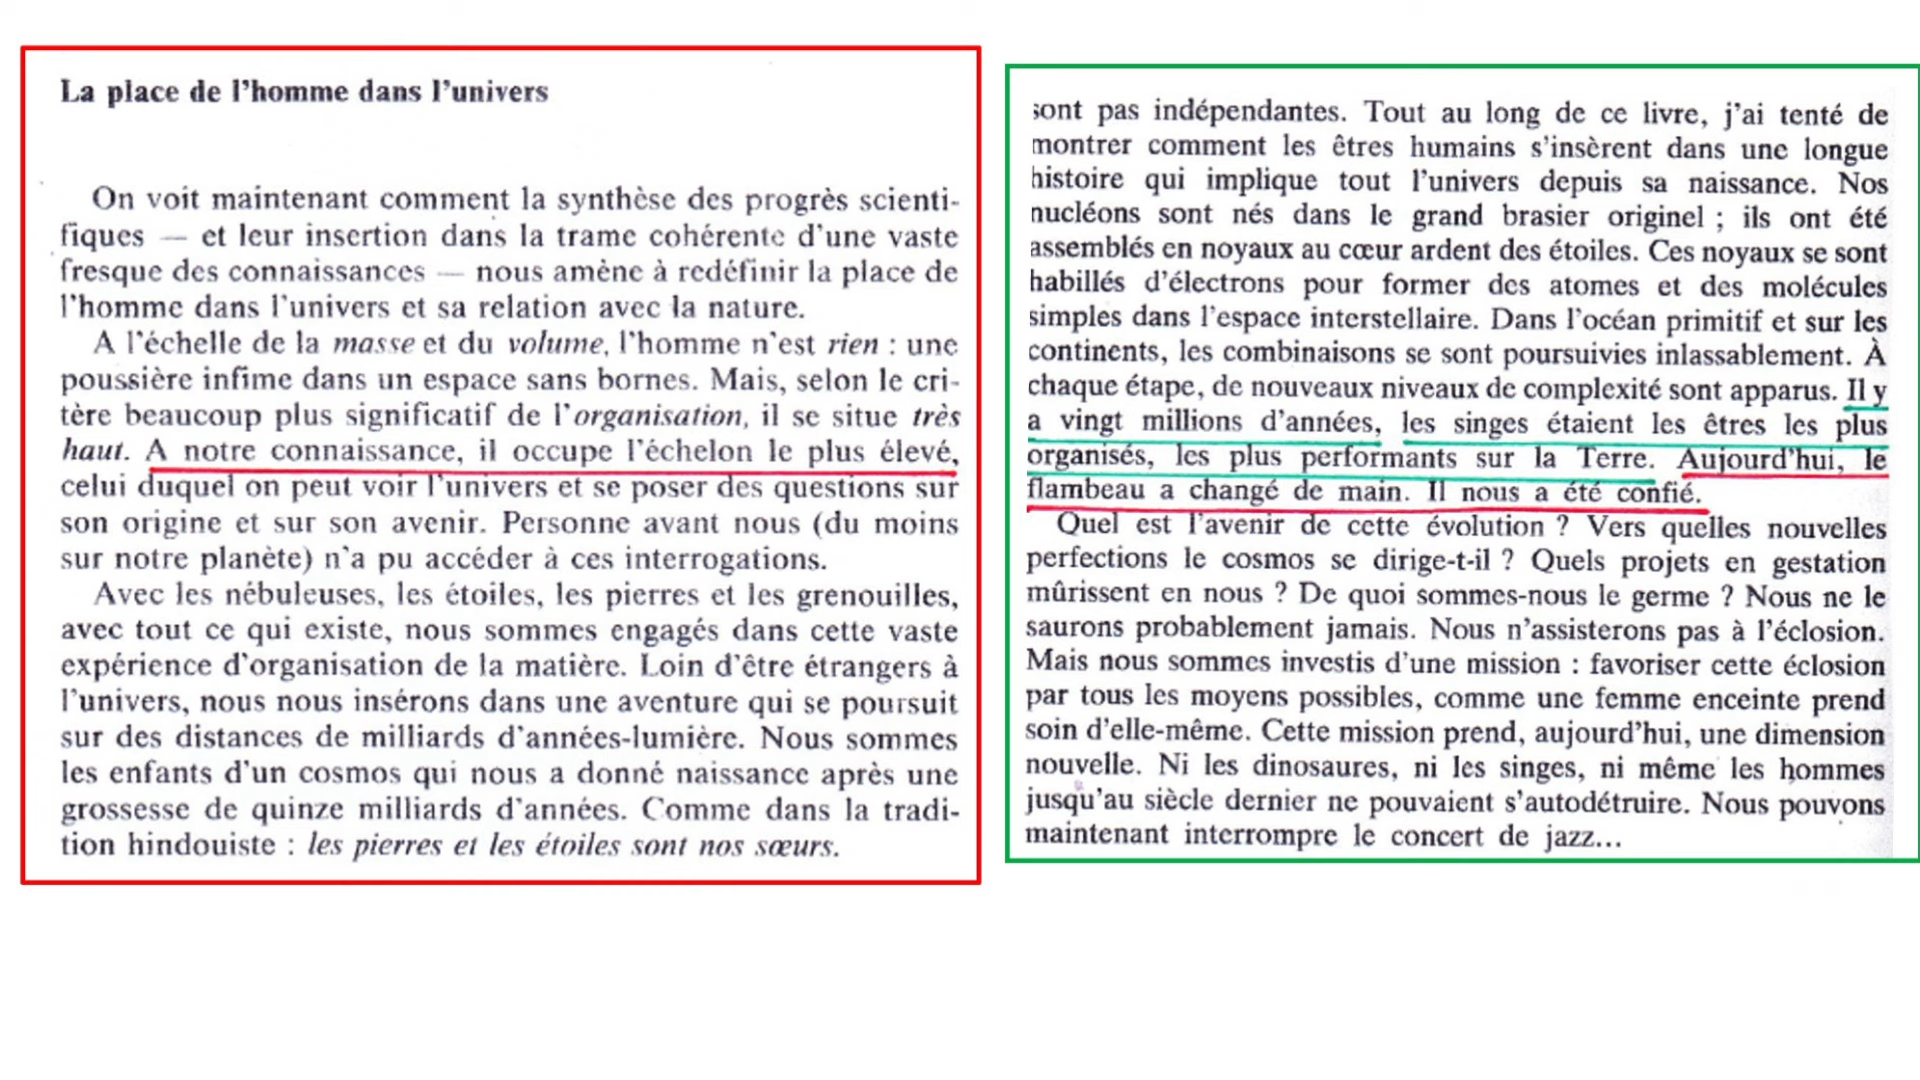 La place de l'homme dans l'univers
On voit maintenant comment la synthèse des progrès scienti-
fiques — et leur insertion dans la trame cohérente d'une vaste
fresque des connaissances — nous amène à redéfinir la place de
l'homme dans l'univers et sa relation avec la nature.
A l'échelle de la masse et du volume, l'homme n'est rien : une
poussière infime dans un espace sans bornes. Mais, selon le cri-
tère beaucoup plus significatif de l'organisation, il se situe très
haut. A notre connaissance, il occupe l'échelon le plus élevé,
celui duquel on peut voir l'univers et se poser des questions sur
son origine et sur son avenir. Personne avant nous (du moins
sur notre planète) n'a pu accéder à ces interrogations.
Avec les nébuleuses, les étoiles, les pierres et les grenouilles,
avec tout ce qui existe, nous sommes engagés dans cette vaste
expérience d'organisation de la matière. Loin d'être étrangers à
l'univers, nous nous insérons dans une aventure qui se poursuit
sur des distances de milliards d'années-lumière. Nous sommes
les enfants d'un cosmos qui nous a donné naissance après une
grossesse de quinze milliards d'années. Comme dans la tradi-
tion hindouiste : les pierres et les étoiles sont nos sœurs.
sont pas indépendantes. Tout au long de ce livre, j'ai tenté de
montrer comment les êtres humains s'insèrent dans une longue
histoire qui implique tout l'univers depuis sa naissance. Nos
nucléons sont nés dans le grand brasier originel ; ils ont été
assemblés en noyaux au cœur ardent des étoiles. Ces noyaux se sont
habillés d'électrons pour former des atomes et des molécules
simples dans l'espace interstellaire. Dans l'océan primitif et sur les
continents, les combinaisons se sont poursuivies inlassablement. À
chaque étape, de nouveaux niveaux de complexité sont apparus. Il y
a vingt millions d'années, les singes étaient les êtres les plus
organisés, les plus performants sur la Terre. Aujourd'hui, le
flambeau a changé de main. Il nous a été confié.
Quel est l'avenir de cette évolution ? Vers quelles nouvelles
perfections le cosmos se dirige-t-il ? Quels projets en gestation
mûrissent en nous ? De quoi sommes-nous le germe ? Nous ne le
saurons probablement jamais. Nous n'assisterons pas à l'éclosion.
Mais nous sommes investis d'une mission : favoriser cette éclosion
par tous les moyens possibles, comme une femme enceinte prend
soin d'elle-même. Cette mission prend, aujourd'hui, une dimension
nouvelle. Ni les dinosaures, ni les singes, ni même les hommes
jusqu'au siècle dernier ne pouvaient s'autodétruire. Nous pouvons
maintenant interrompre le concert de jazz...